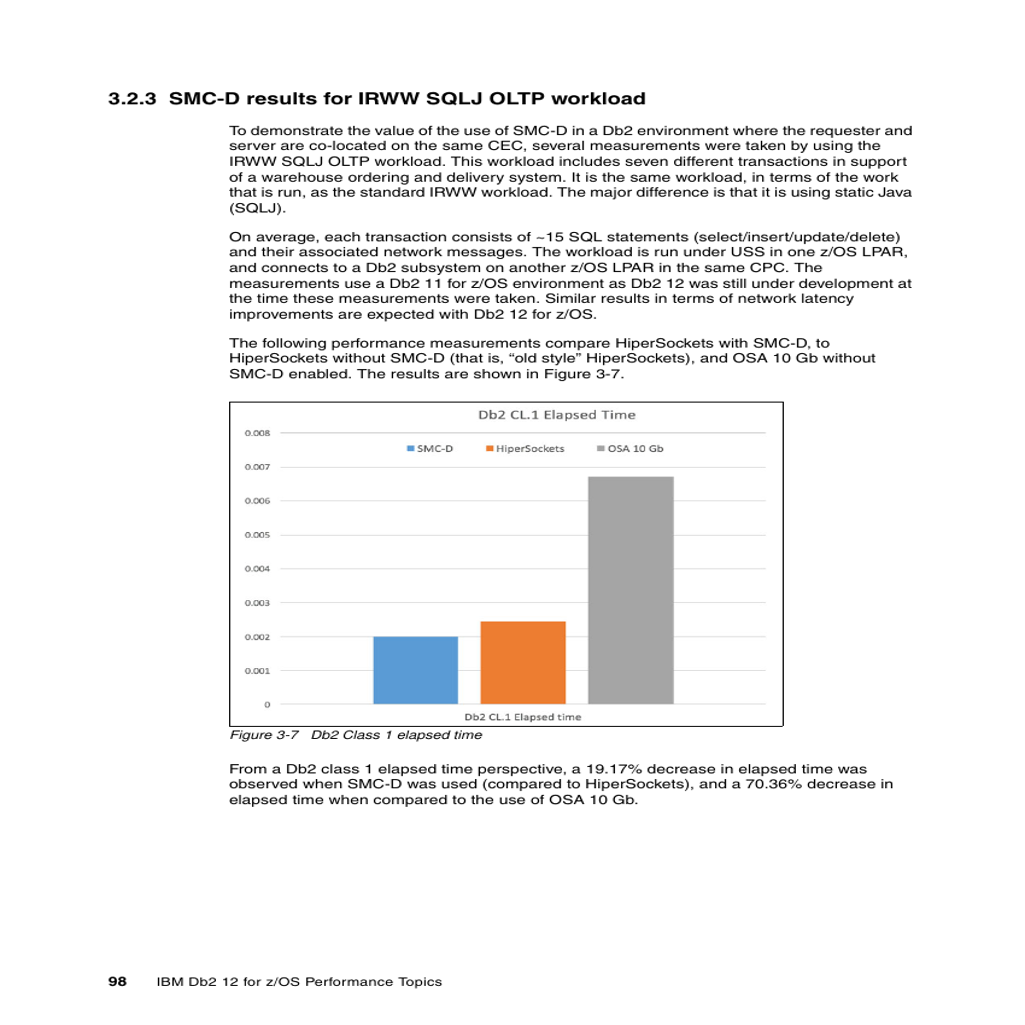 3.2.3 SMC-D results for IRWW SQLJ OLTP workload
To demonstrate the value of the use of SMC-D in a Db2 environment where the requester and
server are co-located on the same CEC, several measurements were taken by using the
IRWW SQLJ OLTP workload. This workload includes seven different transactions in support
of a warehouse ordering and delivery system. It is the same workload, in terms of the work
that is run, as the standard IRWW workload. The major difference is that it is using static Java
(SQLJ).
On average, each transaction consists of ~15 SQL statements (select/insert/update/delete)
and their associated network messages. The workload is run under USS in one z/OS LPAR,
and connects to a Db2 subsystem on another z/OS LPAR in the same CPC. The
measurements use a Db2 11 for z/OS environment as Db2 12 was still under development at
the time these measurements were taken. Similar results in terms of network latency
improvements are expected with Db2 12 for z/OS.
The following performance measurements compare HiperSockets with SMC-D, to
HiperSockets without SMC-D (that is, “old style” HiperSockets), and OSA 10 Gb without
SMC-D enabled. The results are shown in Figure 3-7.
Db2 CL.1 Elapsed Time
0.008
SMC-D HiperSockets OSA 10 Gb
0.007
0.006
0.005
0.004
0.003
0.002
0.001
0
Db2 CL.1 Elapsed time
Figure 3-7 Db2 Class 1 elapsed time
From a Db2 class 1 elapsed time perspective, a 19.17% decrease in elapsed time was
observed when SMC-D was used (compared to HiperSockets), and a 70.36% decrease in
elapsed time when compared to the use of OSA 10 Gb.
98 IBM Db2 12 for z/OS Performance Topics